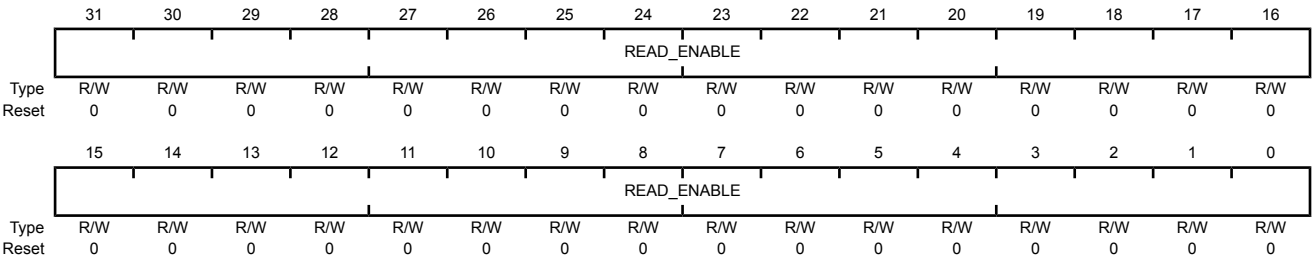 31 30 29 28 27 26 25 24 23 22 21 20 19 18 17 16
READ_ENABLE
Type R/W R/W R/W R/W R/W R/W R/W R/W R/W R/W R/W R/W R/W R/W R/W R/W
Reset 0 0 0 0 0 0 0 0 0 0 0 0 0 0 0 0
15 14 13 12 11 10 9 8 7 6 5 4 3 2 1 0
READ_ENABLE
Type R/W R/W R/W R/W R/W R/W R/W R/W R/W R/W R/W R/W R/W R/W R/W R/W
Reset 0 0 0 0 0 0 0 0 0 0 0 0 0 0 0 0